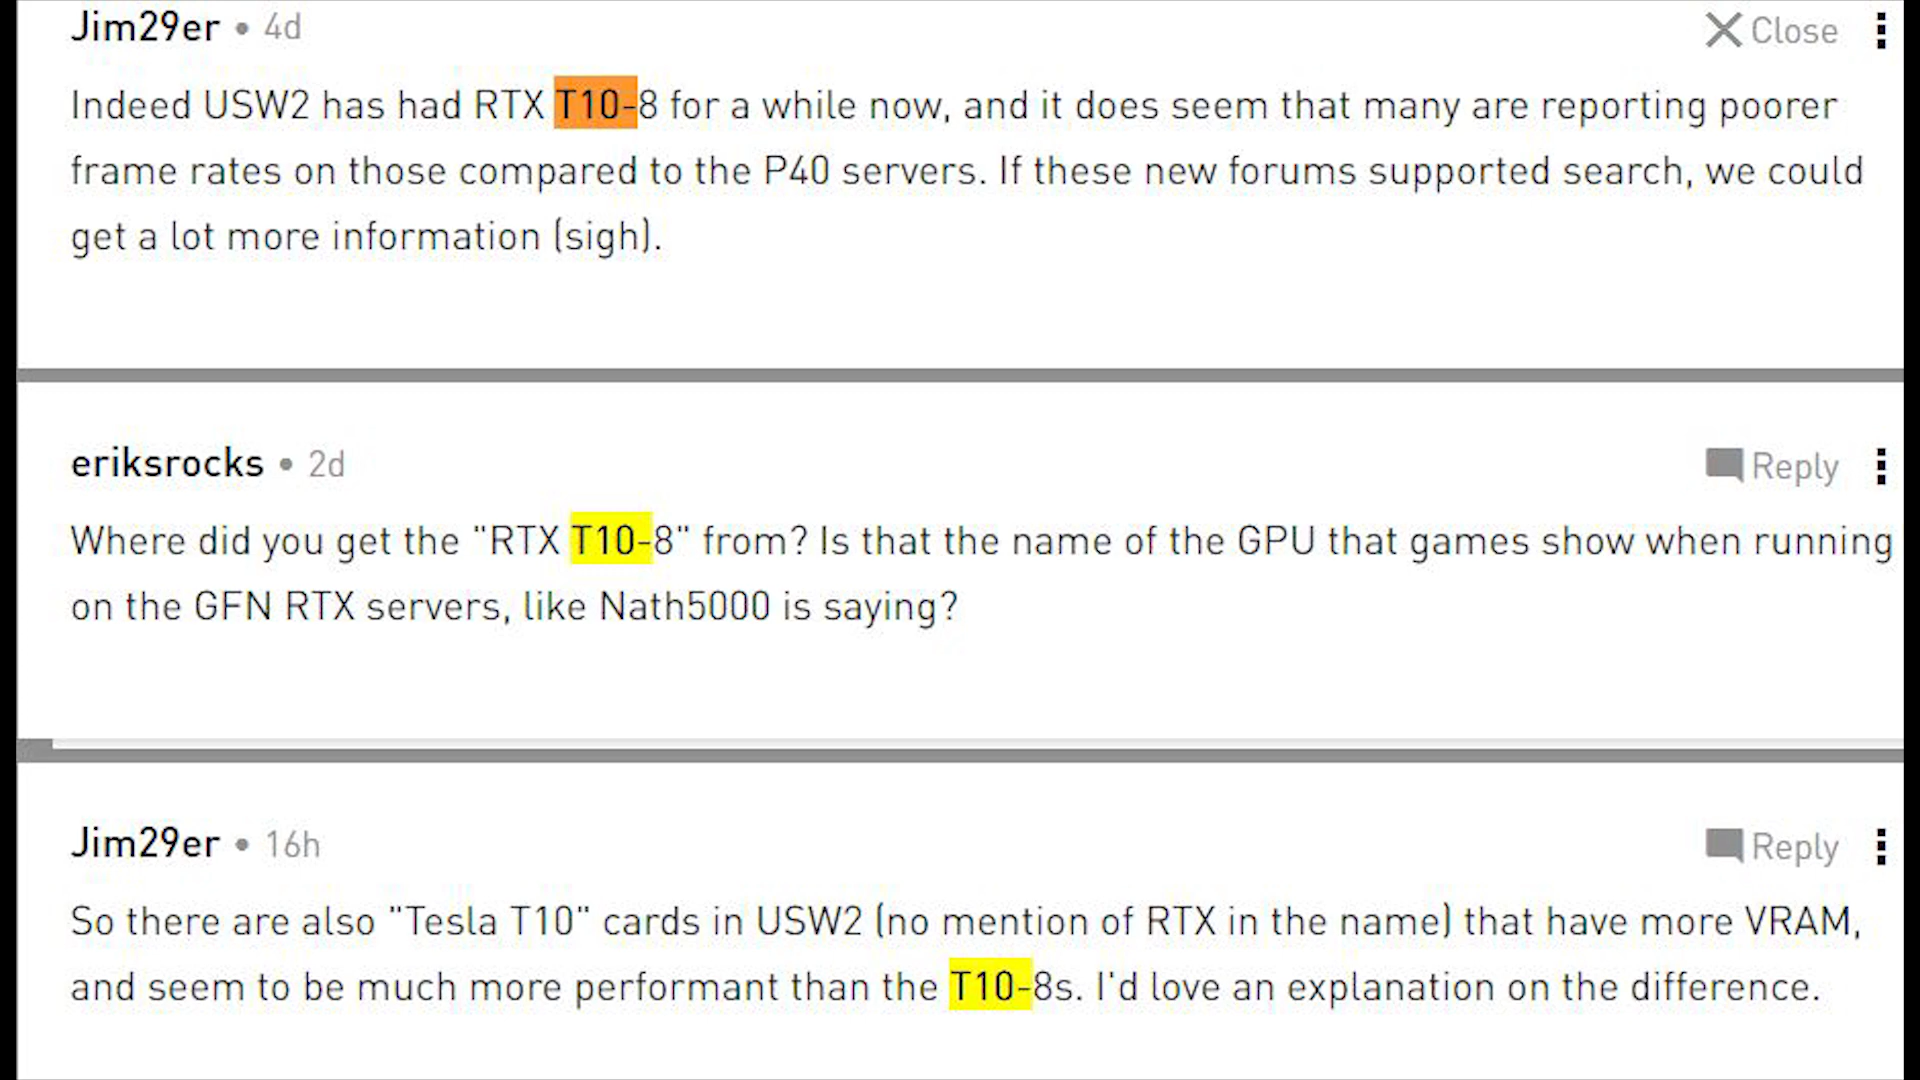 Jim29er • 4d
Close
Indeed USW2 has had RTX T10-8 for a while now, and it does seem that many are reporting poorer
frame rates on those compared to the P40 servers. If these new forums supported search, we could
get a lot more information (sigh).
eriksrocks • 2d
Reply
Where did you get the "RTX T10-8" from? Is that the name of the GPU that games show when running
on the GFN RTX servers, like Nath5000 is saying?
Jim29er • 16h
Reply
So there are also "Tesla T10" cards in USW2 (no mention of RTX in the name) that have more VRAM,
and seem to be much more performant than the T10-8s. I'd love an explanation on the difference.